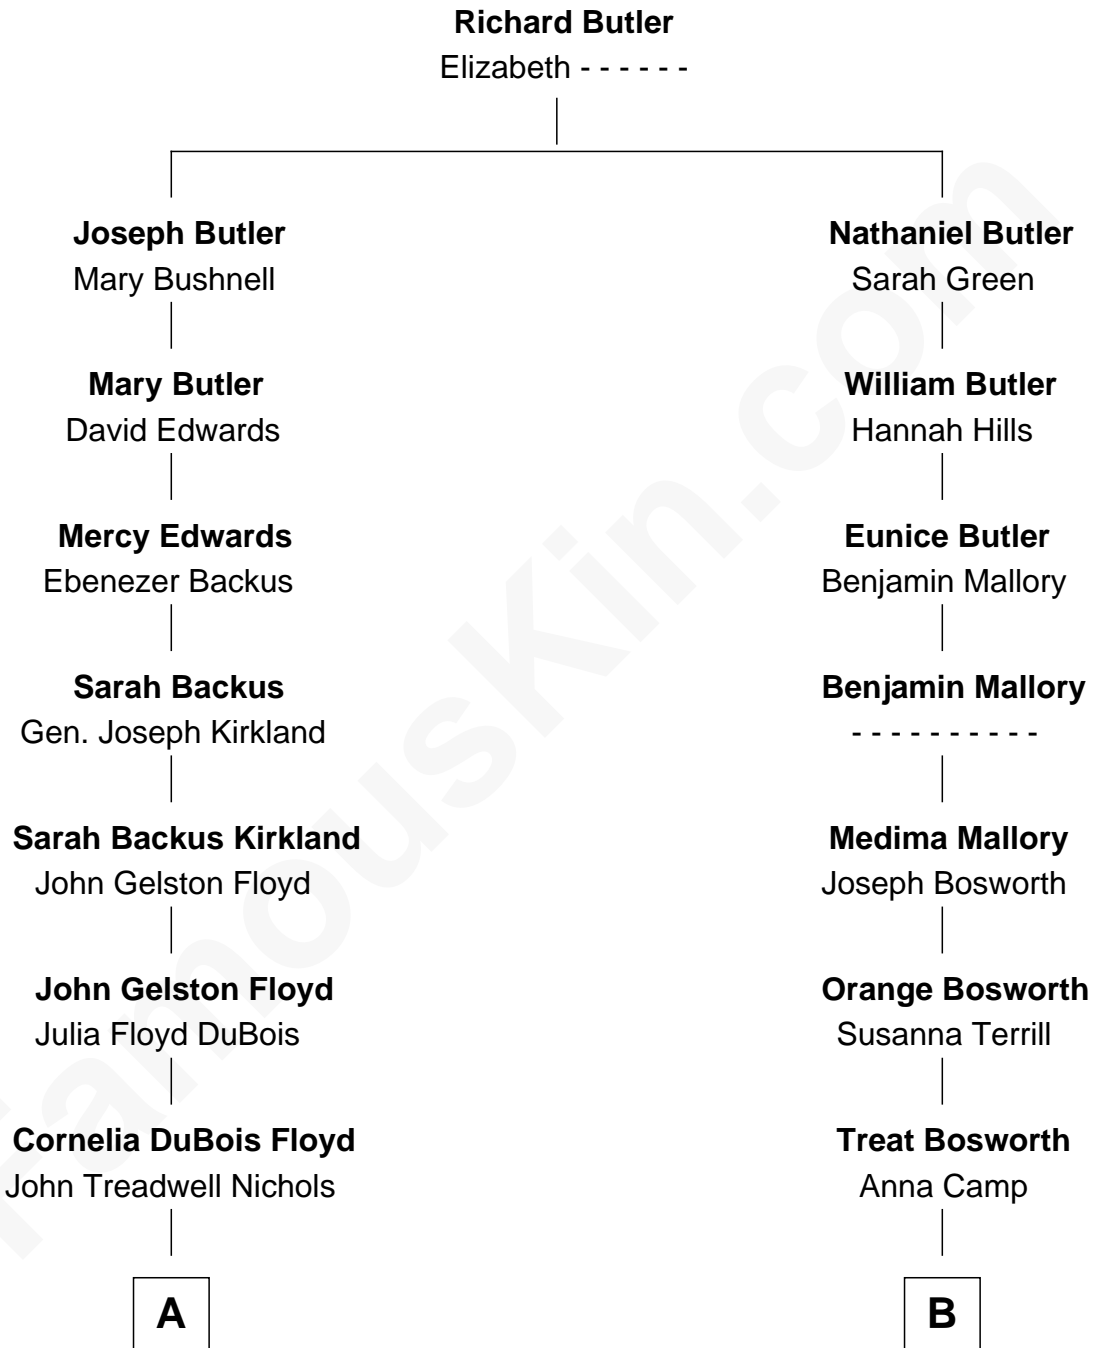 Richard Butler
Elizabeth - - - - - -
Joseph Butler
Mary Bushnell
Nathaniel Butler
Sarah Green
Mary Butler
David Edwards
William Butler
Hannah Hills
Mercy Edwards
Ebenezer Backus
Eunice Butler
Benjamin Mallory
Sarah Backus
Gen. Joseph Kirkland
Benjamin Mallory
- - - - - - - - - -
Sarah Backus Kirkland
John Gelston Floyd
Medima Mallory
Joseph Bosworth
John Gelston Floyd
Julia Floyd DuBois
Orange Bosworth
Susanna Terrill
Cornelia DuBois Floyd
John Treadwell Nichols
Treat Bosworth
Anna Camp
A
B
FamousKin.com